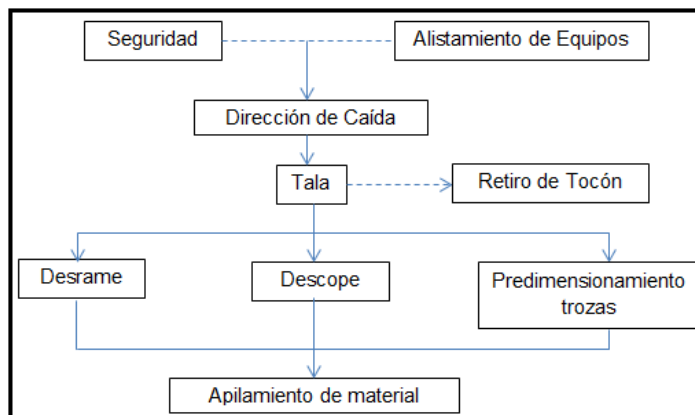 Seguridad
Alistamiento de Equipos
Dirección de Caída
Tala
Retiro de Tocón
Desrame
Descope
Predimensionamiento
trozas
Apilamiento de material